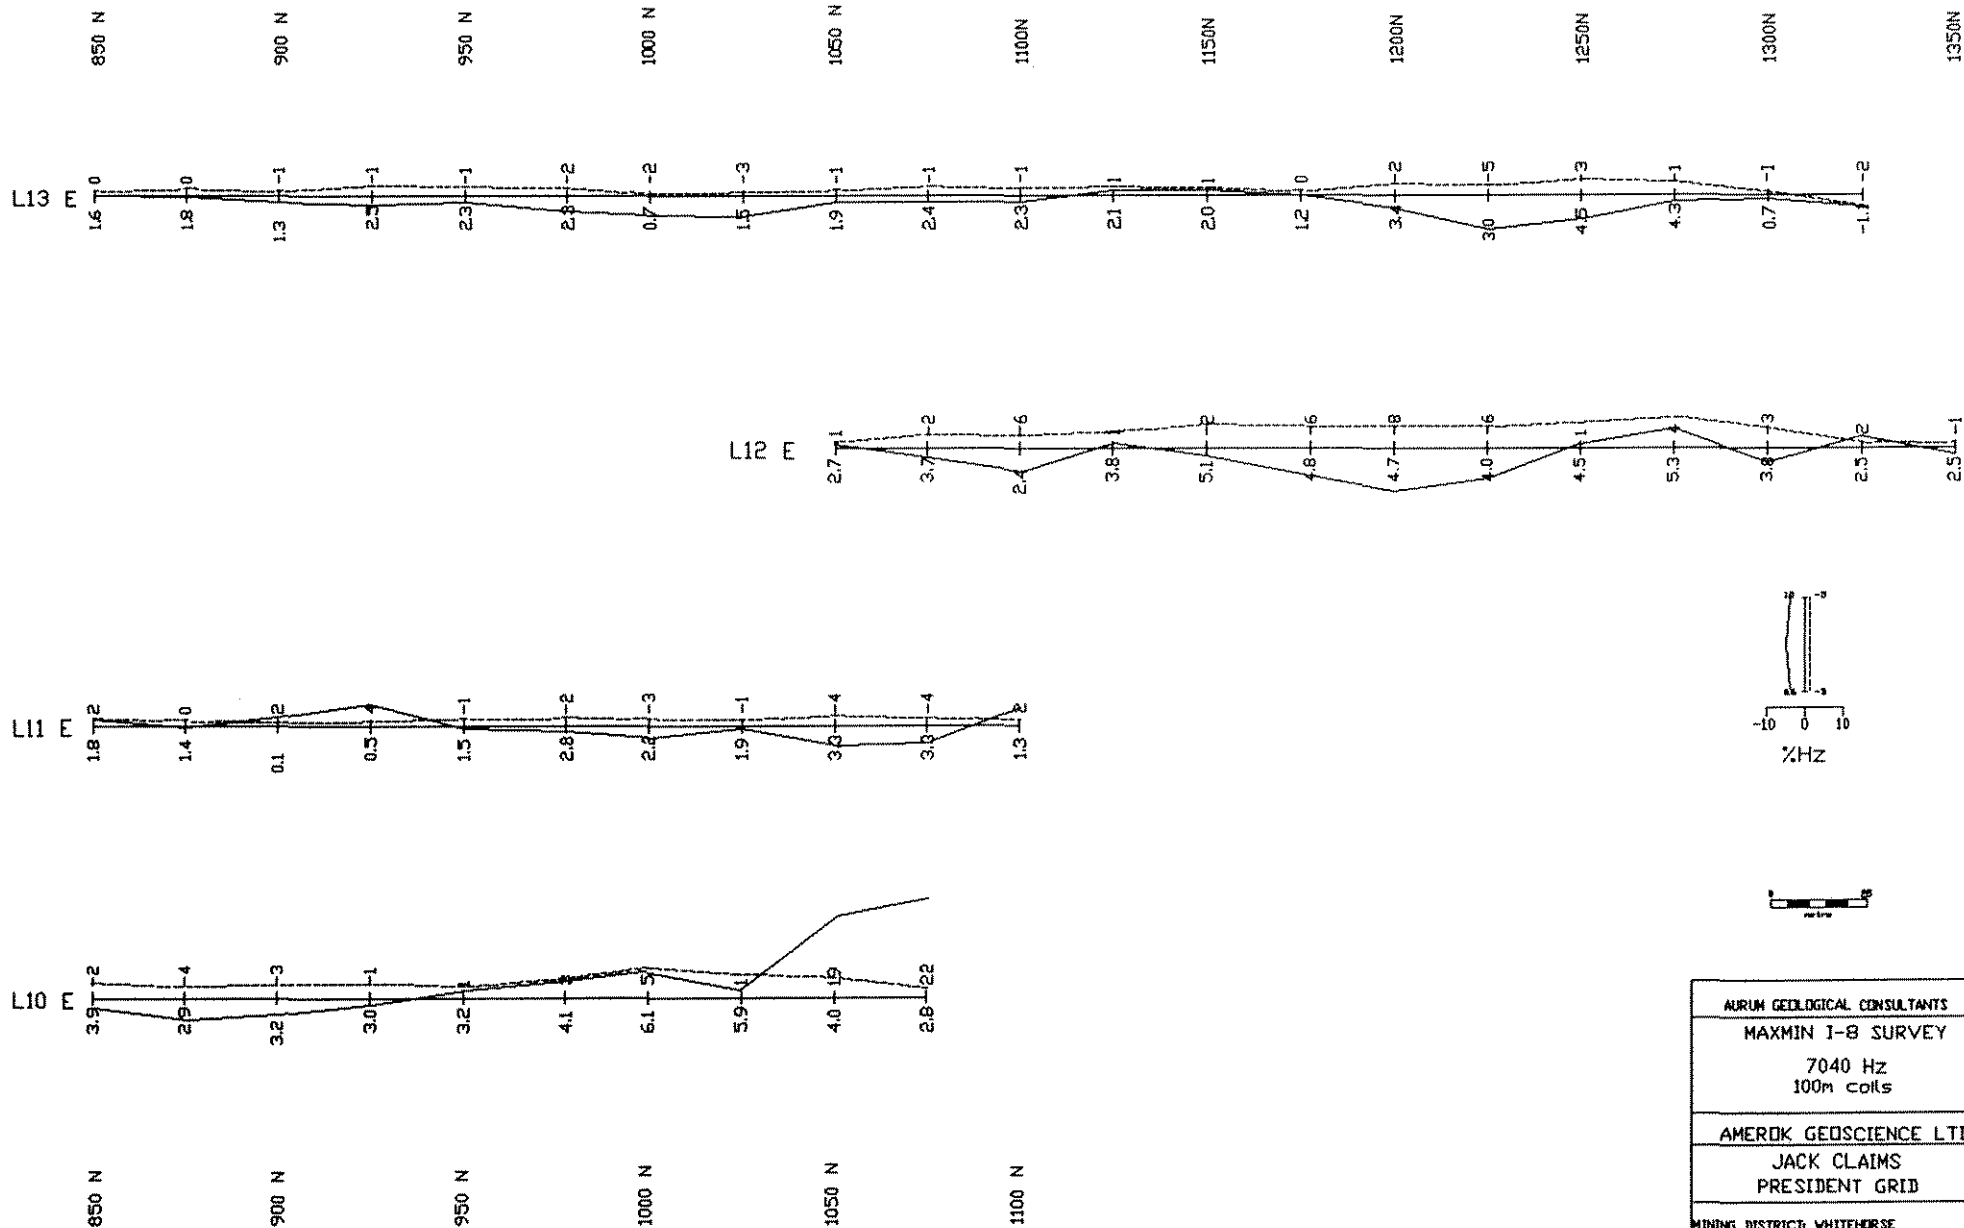 850 N 900 N 950 N 1000 N 1050 N 1100N 1150N 1200N 1250N 1300N 1350N
0 0 -1 -1 -1 -2 -2 -3 -1 -1 -1 1 1 0 -2 -5 -3 -1 -1 -2
L13 E
1.6 1.8 1.3 2.5 2.3 2.8 0.7 1.5 1.9 2.4 2.3 2.1 2.0 1.2 3.4 3.0 4.5 4.3 0.7
1 -2 -6 -2 -6 -8 -6 1 4 -3 2 -1
L12 E
2.7 3.7 2.4 3.8 5.1 4.8 4.7 4.0 4.5 5.3 3.8 2.5 2.5
2 0 2 4 -1 -2 -3 -1 -4 -4 2
L11 E
1.8 1.4 0.1 0.5 1.5 2.8 2.2 1.9 3.3 3.3 1.3
-10 0 10
%Hz
-2 -4 -3 -1 1 5 1 19 22
L10 E
3.9 2.9 3.2 3.0 3.2 4.1 6.1 5.9 4.0 2.8
850 N 900 N 950 N 1000 N 1050 N 1100 N
AURUM GEOLOGICAL CONSULTANTS
MAXMIN I-8 SURVEY
7040 Hz
100m coils
AMEROK GEOSCIENCE LT
JACK CLAIMS
PRESIDENT GRID
MINING DISTRICT: WHITEHORSE